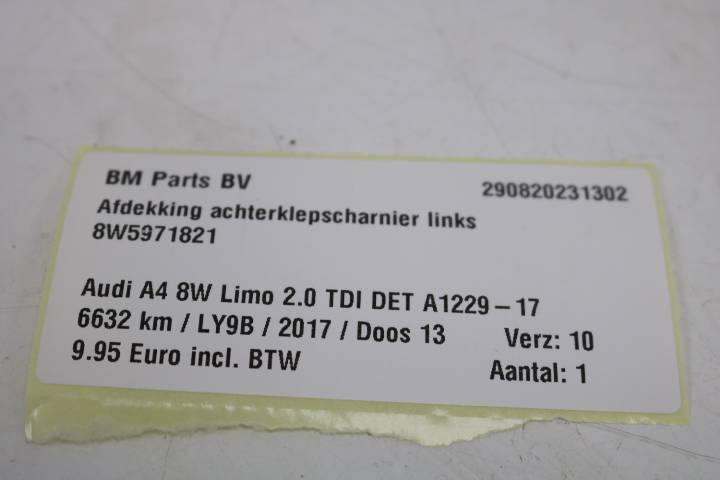 BM Parts BV 290820231302
Afdekking achterklepscharnier links
8W5971821
Audi A4 8W Limo 2.0 TDI DET A1229-17
6632 km / LY9B / 2017 / Doos 13 Verz: 10
9.95 Euro incl. BTW Aantal: 1